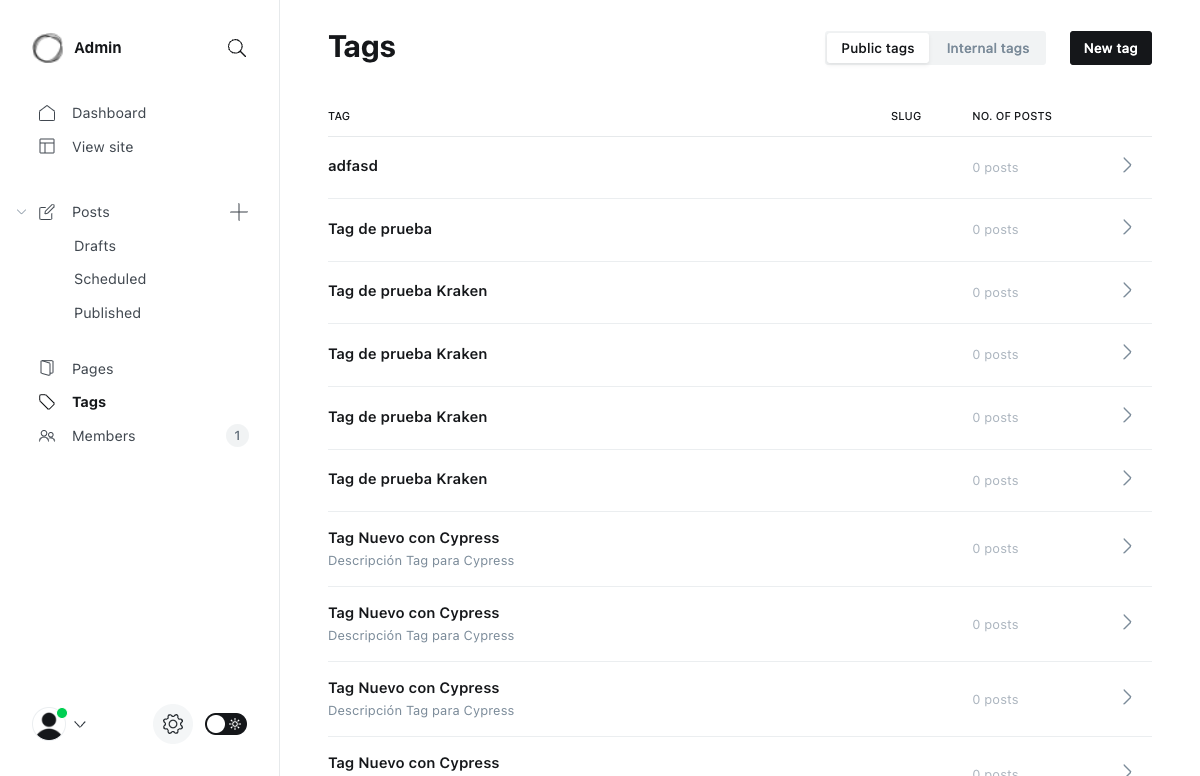 Admin
Dashboard
View site
Posts
Drafts
Scheduled
Published
Pages
Tags
Members 1
Tags
Public tags Internal tags New tag
TAG SLUG NO. OF POSTS
adfasd 0 posts
Tag de prueba 0 posts
Tag de prueba Kraken 0 posts
Tag de prueba Kraken 0 posts
Tag de prueba Kraken 0 posts
Tag de prueba Kraken 0 posts
Tag Nuevo con Cypress
Descripción Tag para Cypress 0 posts
Tag Nuevo con Cypress
Descripción Tag para Cypress 0 posts
Tag Nuevo con Cypress
Descripción Tag para Cypress 0 posts
Tag Nuevo con Cypress
0 posts